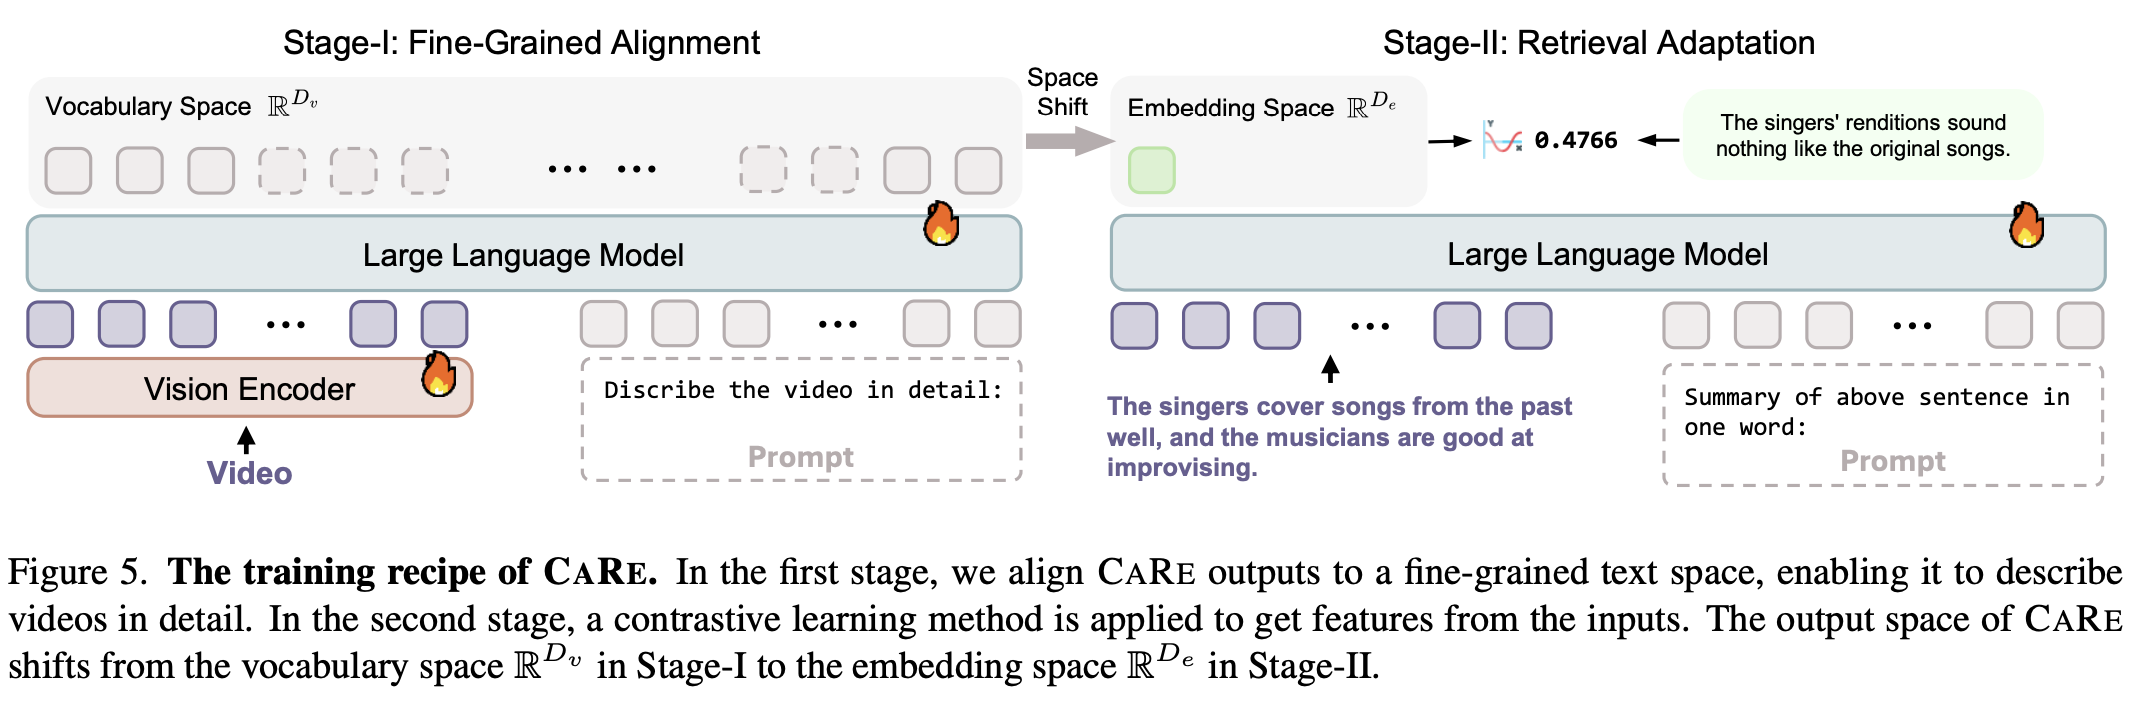 Stage-I: Fine-Grained Alignment
Vocabulary Space ℝ^{D_v}
... ...
Large Language Model
... ...
Vision Encoder
Video
Discribe the video in detail:
Prompt
Space
Shift
Stage-II: Retrieval Adaptation
Embedding Space ℝ^{D_e}
Y
X
0.4766
The singers' renditions sound
nothing like the original songs.
Large Language Model
... ...
The singers cover songs from the past
well, and the musicians are good at
improvising.
Summary of above sentence in
one word:
Prompt
Figure 5. The training recipe of CARE. In the first stage, we align CARE outputs to a fine-grained text space, enabling it to describe
videos in detail. In the second stage, a contrastive learning method is applied to get features from the inputs. The output space of CARE
shifts from the vocabulary space ℝ^{D_v} in Stage-I to the embedding space ℝ^{D_e} in Stage-II.